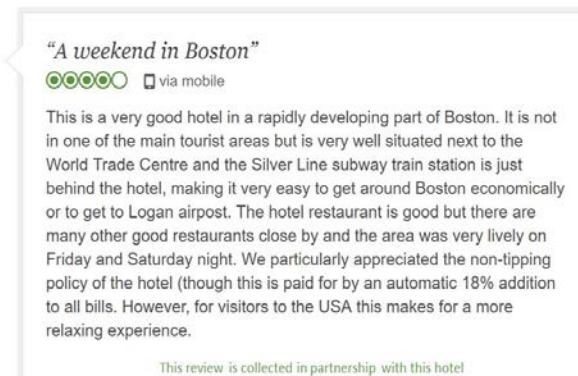 “A weekend in Boston”
via mobile
This is a very good hotel in a rapidly developing part of Boston. It is not
in one of the main tourist areas but is very well situated next to the
World Trade Centre and the Silver Line subway train station is just
behind the hotel, making it very easy to get around Boston economically
or to get to Logan airpost. The hotel restaurant is good but there are
many other good restaurants close by and the area was very lively on
Friday and Saturday night. We particularly appreciated the non-tipping
policy of the hotel (though this is paid for by an automatic 18% addition
to all bills. However, for visitors to the USA this makes for a more
relaxing experience.
This review is collected in partnership with this hotel